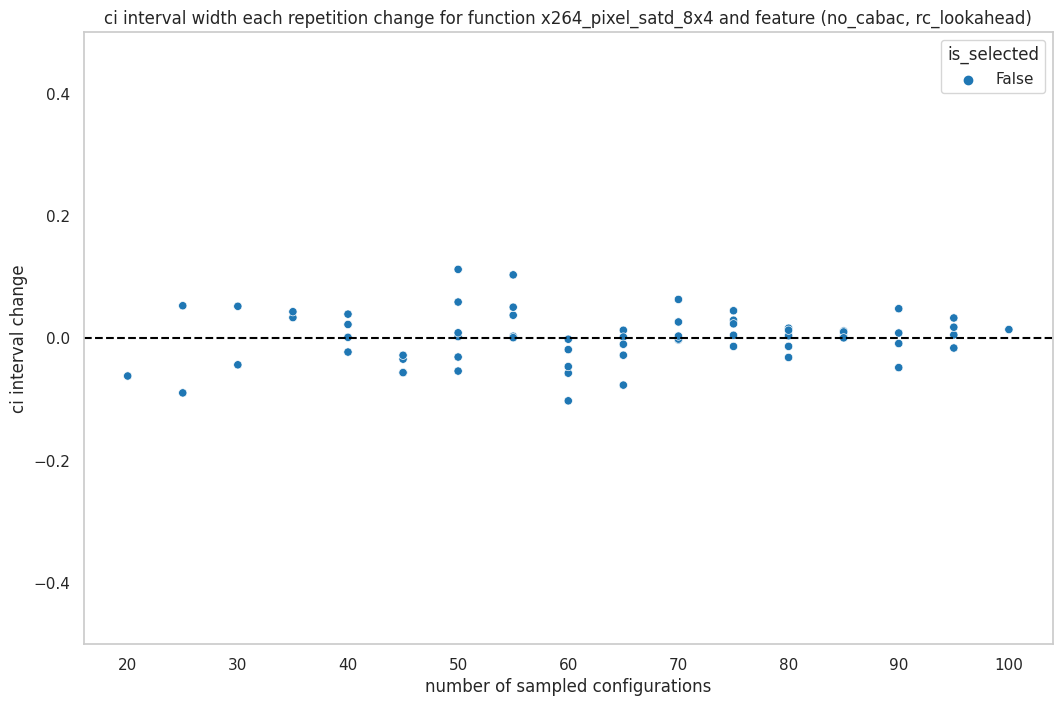 ci interval width each repetition change for function x264_pixel_satd_8x4 and feature (no_cabac, rc_lookahead)
is_selected
False
0.4
0.2
0.0
−0.2
−0.4
ci interval change
20 30 40 50 60 70 80 90 100
number of sampled configurations